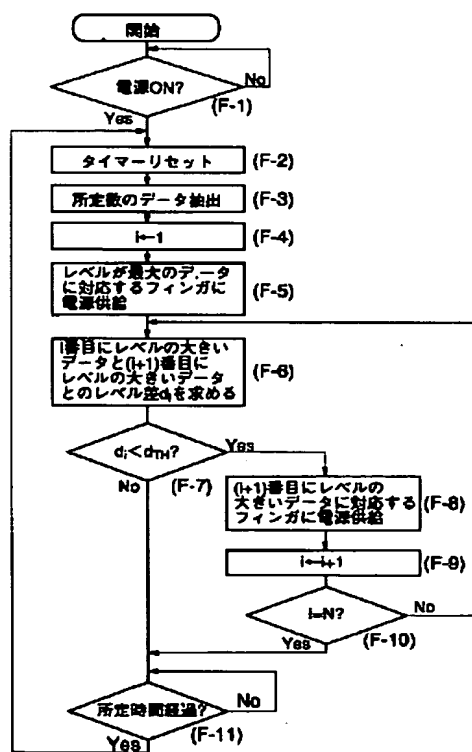 開始
電源ON?
No
(F-1)
Yes
タイマーリセット
(F-2)
所定数のデータ抽出
(F-3)
i←1
(F-4)
レベルが最大のデータ
に対応するフィンガに
電源供給
(F-5)
i番目にレベルの大きい
データと(i+1)番目に
レベルの大きいデータ
とのレベル差diを求める
(F-6)
di<dTH?
Yes
No
(F-7)
(i+1)番目にレベルの
大きいデータに対応する
フィンガに電源供給
(F-8)
i←i+1
(F-9)
i=N?
No
Yes
(F-10)
所定時間経過?
No
(F-11)
Yes